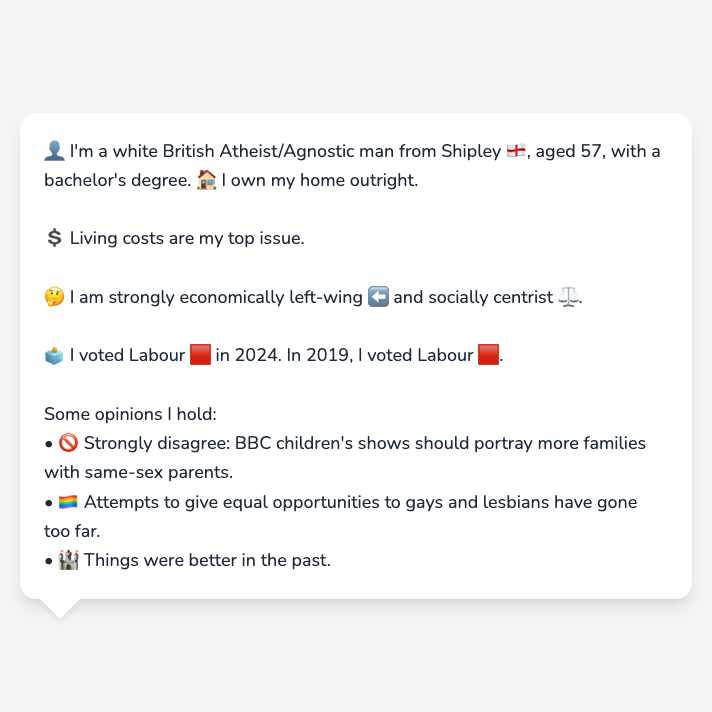 👤 I'm a white British Atheist/Agnostic man from Shipley 🏴󠁧󠁢󠁥󠁮󠁧󠁿, aged 57, with a
bachelor's degree. 🏠 I own my home outright.
💲 Living costs are my top issue.
🤔 I am strongly economically left-wing ⬅️ and socially centrist ⚖️.
🗳️ I voted Labour 🟥 in 2024. In 2019, I voted Labour 🟥.
Some opinions I hold:
• 🚫 Strongly disagree: BBC children's shows should portray more families
with same-sex parents.
• 🏳️‍🌈 Attempts to give equal opportunities to gays and lesbians have gone
too far.
• 🏰 Things were better in the past.